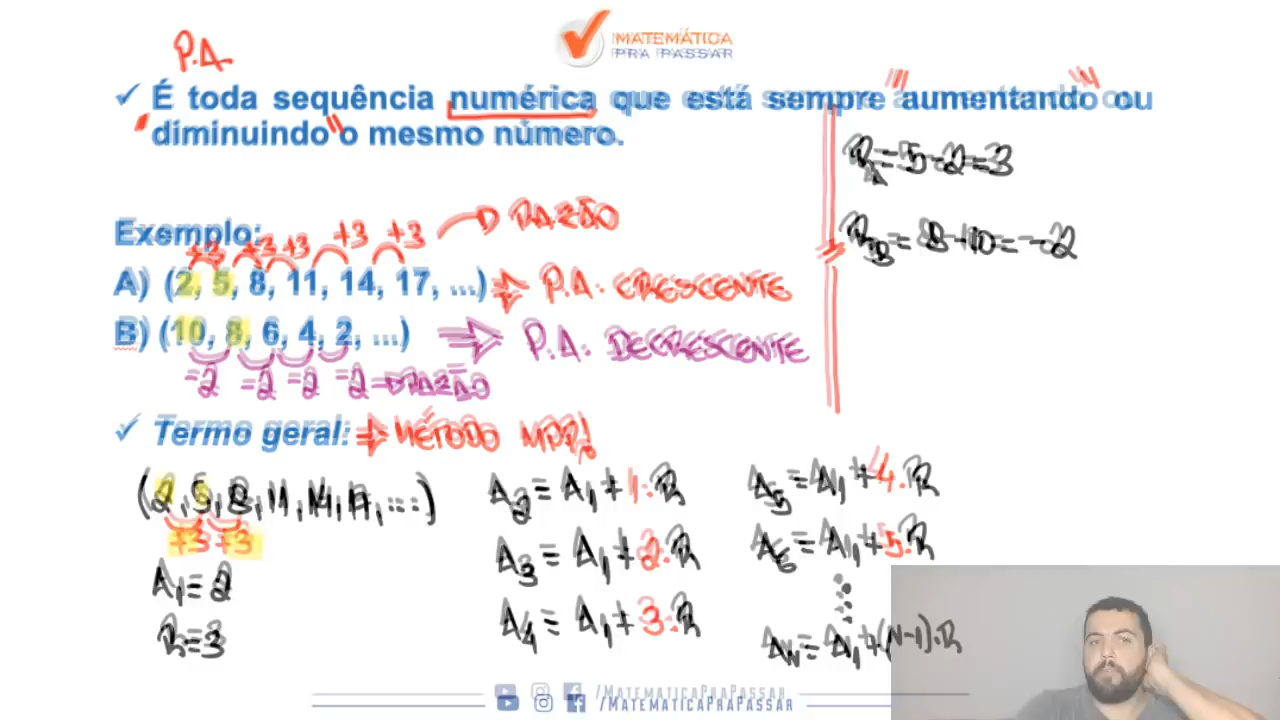 MATEMÁTICA
PRA PASSAR
P.A
✓ É toda sequência numérica que está sempre "aumentando" ou
"diminuindo" o mesmo número.
R_A = 5-2 = 3
R_B = 8-10 = -2
Exemplo:
+3 +3 +3 +3 +3 → RAZÃO
A) (2, 5, 8, 11, 14, 17, ...) → P.A. CRESCENTE
B) (10, 8, 6, 4, 2, ...) ⇒ P.A. DECRESCENTE
-2 -2 -2 -2 ⇒ RAZÃO
✓ Termo geral: → MÉTODO MPP!
(2, 5, 8, 11, 14, 17, ...)
+3 +3
A₁ = 2
R = 3
A₂ = A₁ + 1.R
A₃ = A₁ + 2.R
A₄ = A₁ + 3.R
A₅ = A₁ + 4.R
A₆ = A₁ + 5.R
Aₙ = A₁ + (N-1).R
/MatematicaPraPassar